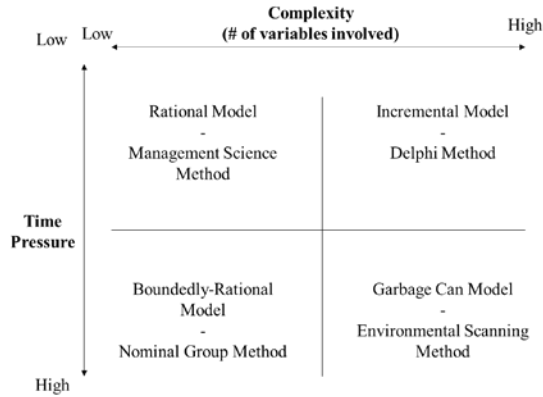 Complexity
(# of variables involved)
Low
Low
High
Rational Model
-
Management Science
Method
Incremental Model
-
Delphi Method
Time
Pressure
Boundedly-Rational
Model
-
Nominal Group Method
Garbage Can Model
-
Environmental Scanning
Method
High